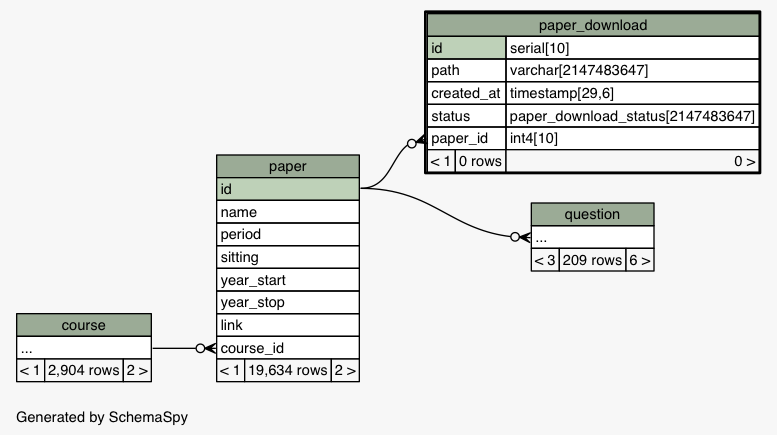 paper_download
id serial[10]
path varchar[2147483647]
created_at timestamp[29,6]
status paper_download_status[2147483647]
paper_id int4[10]
< 1 0 rows 0 >
paper
id
name
period
sitting
year_start
year_stop
link
course_id
< 1 19,634 rows 2 >
question
...
< 3 209 rows 6 >
course
...
< 1 2,904 rows 2 >
Generated by SchemaSpy